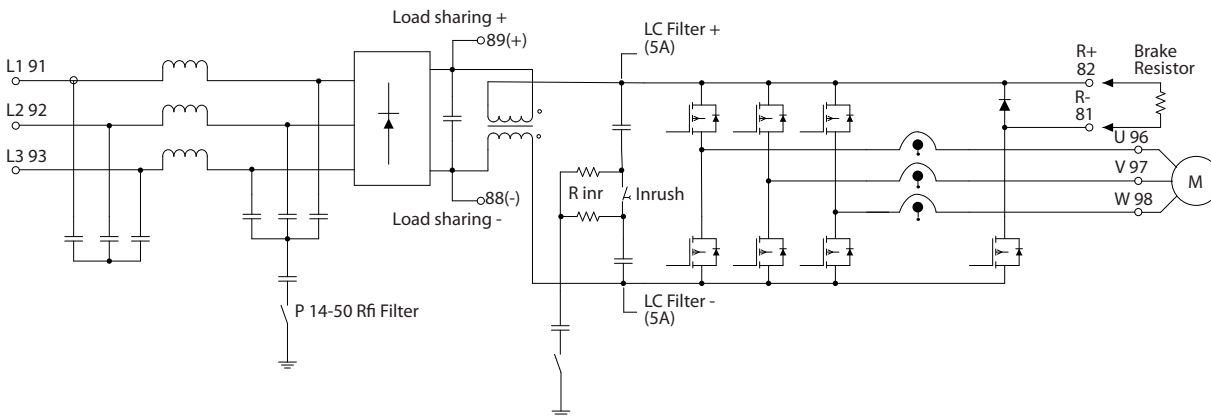 Load sharing +
89(+)
LC Filter +
(5A)
L1 91
L2 92
L3 93
R+
82
Brake
Resistor
R-
81
U 96
V 97
W 98
M
88(-)
Load sharing -
R inr
Inrush
P 14-50 Rfi Filter
LC Filter -
(5A)